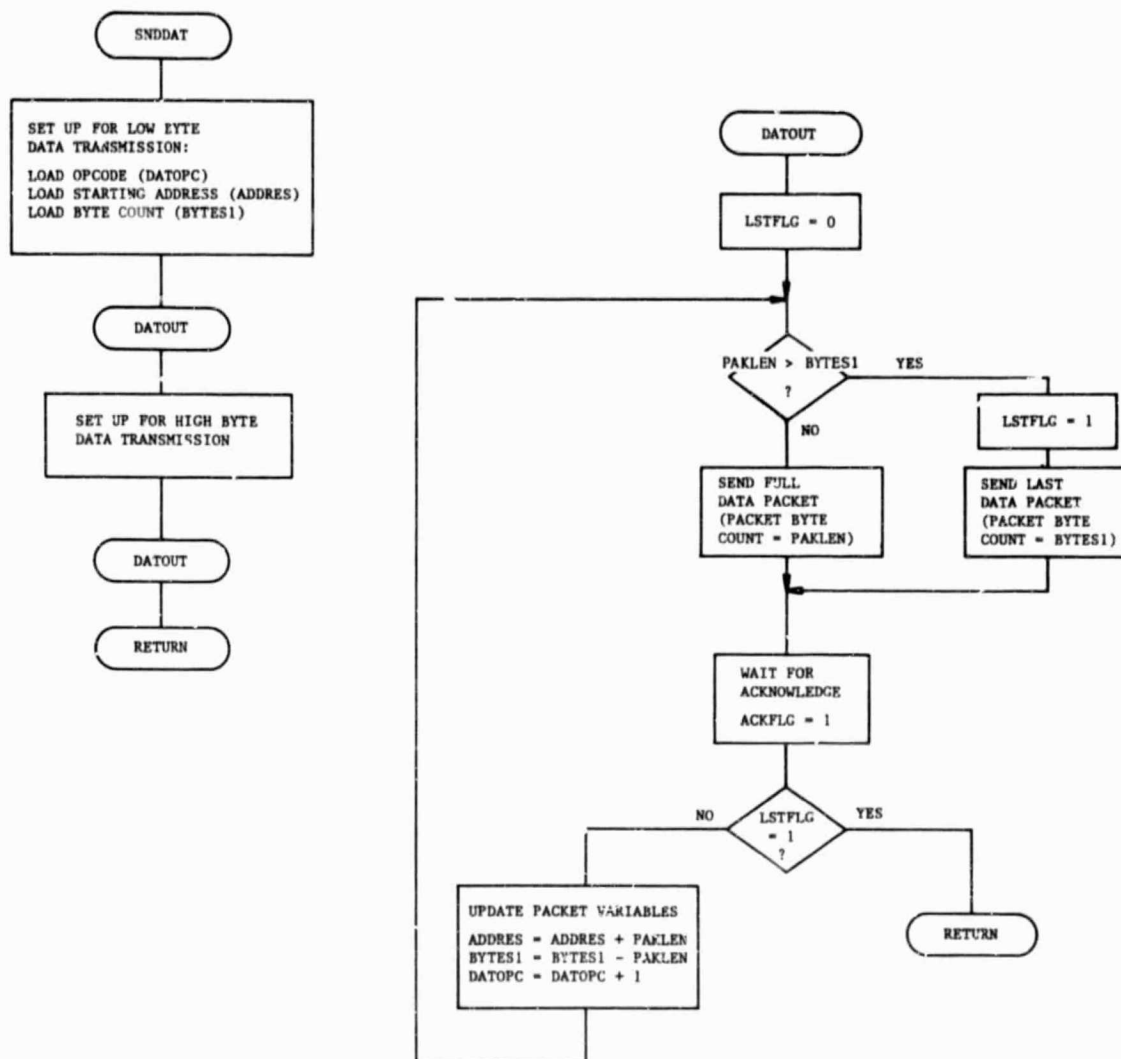 SNDDAT
SET UP FOR LOW BYTE
DATA TRANSMISSION:
LOAD OPCODE (DATOPC)
LOAD STARTING ADDRESS (ADDRES)
LOAD BYTE COUNT (BYTES1)
DATOUT
SET UP FOR HIGH BYTE
DATA TRANSMISSION
DATOUT
RETURN
DATOUT
LSTFLG = 0
PAKLEN > BYTES1
?
YES
NO
LSTFLG = 1
SEND FULL
DATA PACKET
(PACKET BYTE
COUNT = PAKLEN)
SEND LAST
DATA PACKET
(PACKET BYTE
COUNT = BYTES1)
WAIT FOR
ACKNOWLEDGE
ACKFLG = 1
LSTFLG
= 1
?
NO
YES
UPDATE PACKET VARIABLES
ADDRES = ADDRES + PAKLEN
BYTES1 = BYTES1 - PAKLEN
DATOPC = DATOPC + 1
RETURN